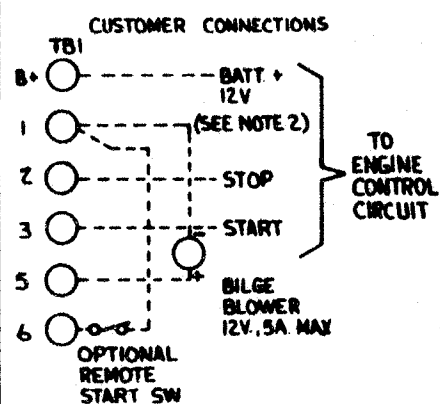 CUSTOMER CONNECTIONS
TB1
B+
BATT. +
12V
1
(SEE NOTE 2)
2
STOP
3
START
TO
ENGINE
CONTROL
CIRCUIT
-
+
5
BILGE
BLOWER
12V., 5A. MAX
6
OPTIONAL
REMOTE
START SW